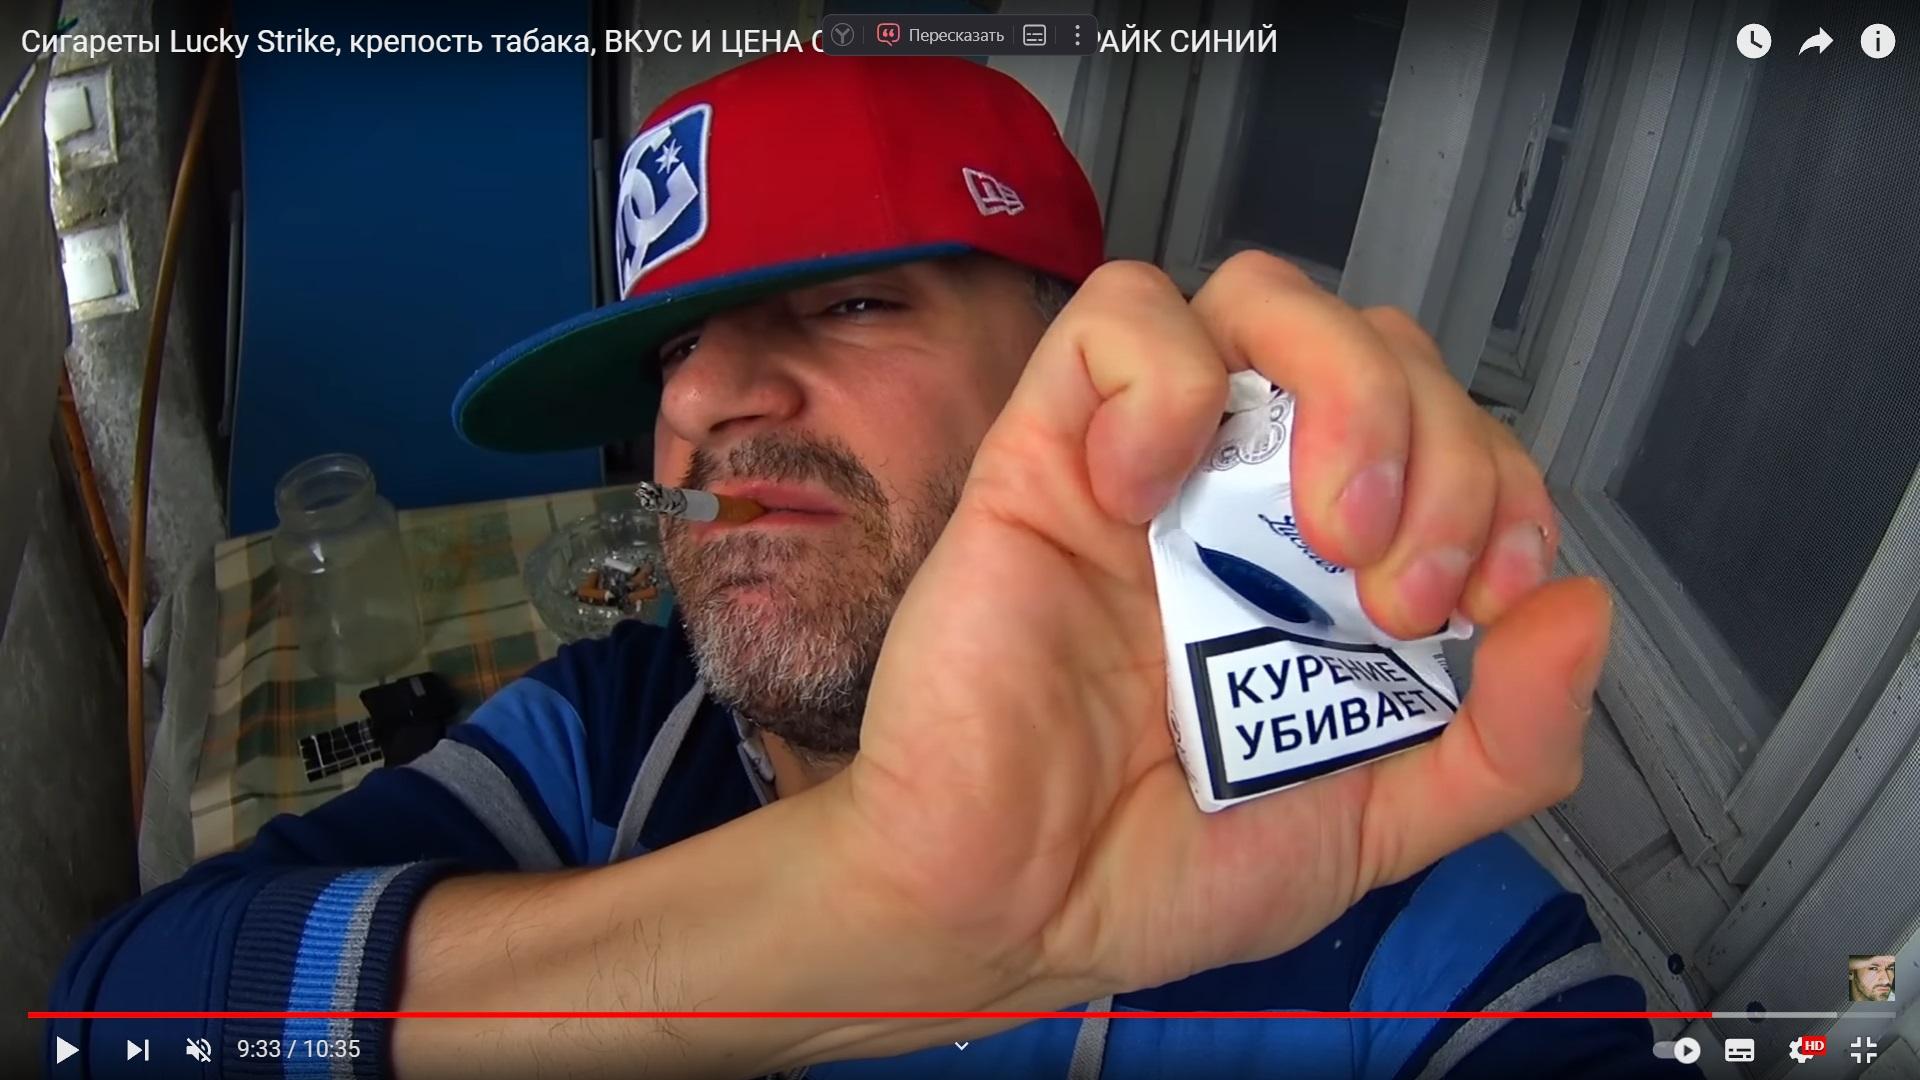 Сигареты Lucky Strike, крепость табака, ВКУС И ЦЕНА
РАЙК СИНИЙ
Пересказать
КУРЕНИЕ
УБИВАЕТ
9:33 / 10:35
HD